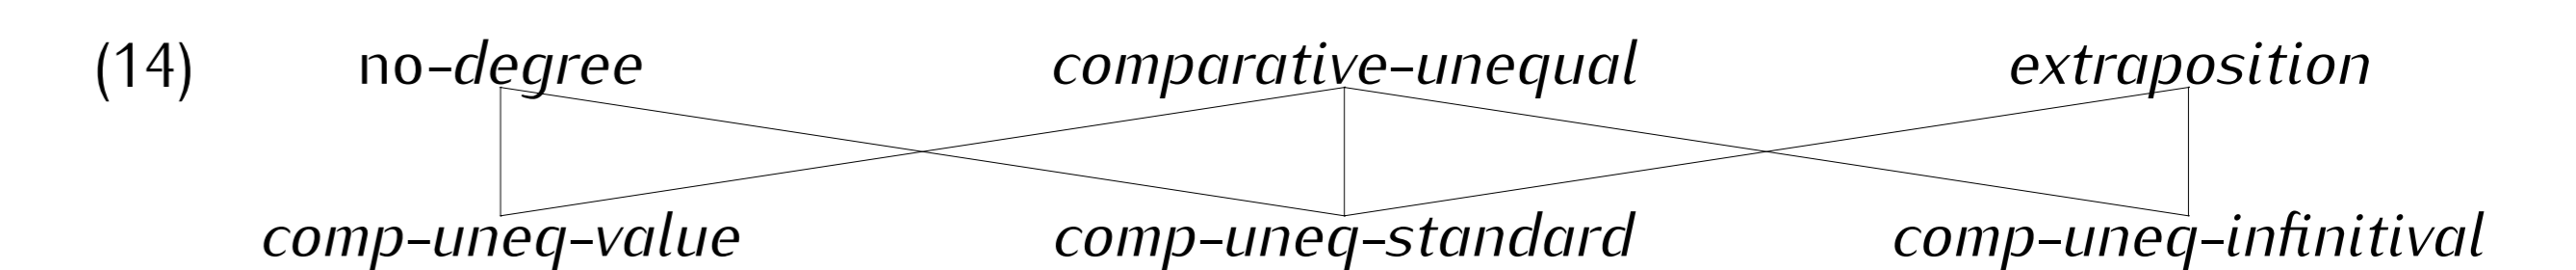 (14) no-degree comparative-unequal extraposition
comp-uneq-value comp-uneq-standard comp-uneq-infinitival